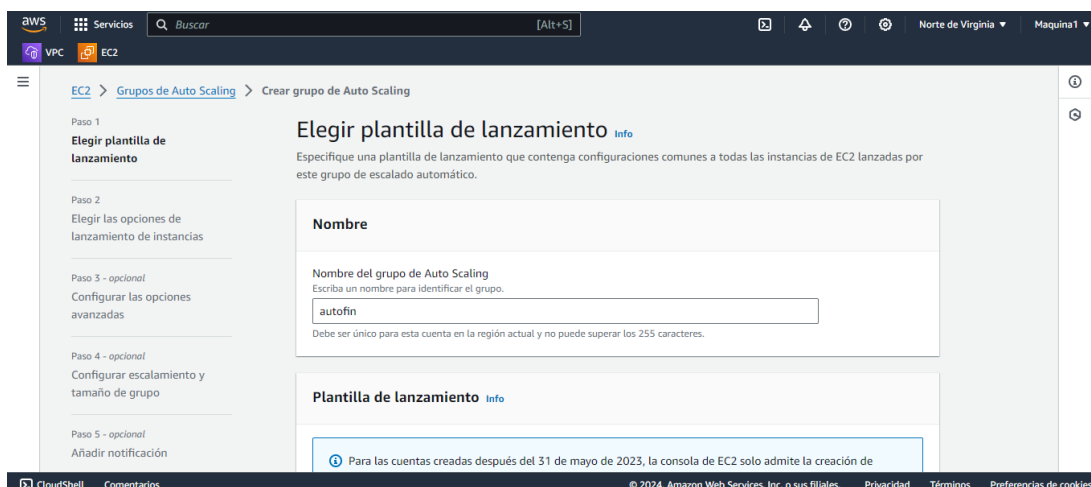 aws
Servicios
Buscar
[Alt+S]
Norte de Virginia
Maquina1
VPC
EC2
EC2 > Grupos de Auto Scaling > Crear grupo de Auto Scaling
Paso 1
Elegir plantilla de
lanzamiento
Paso 2
Elegir las opciones de
lanzamiento de instancias
Paso 3 - opcional
Configurar las opciones
avanzadas
Paso 4 - opcional
Configurar escalamiento y
tamaño de grupo
Paso 5 - opcional
Añadir notificación
Elegir plantilla de lanzamiento Info
Especifique una plantilla de lanzamiento que contenga configuraciones comunes a todas las instancias de EC2 lanzadas por
este grupo de escalado automático.
Nombre
Nombre del grupo de Auto Scaling
Escriba un nombre para identificar el grupo.
autofin
Debe ser único para esta cuenta en la región actual y no puede superar los 255 caracteres.
Plantilla de lanzamiento Info
Para las cuentas creadas después del 31 de mayo de 2023, la consola de EC2 solo admite la creación de
CloudShell
Comentarios
© 2024, Amazon Web Services, Inc. o sus filiales.
Privacidad
Términos
Preferencias de cookies